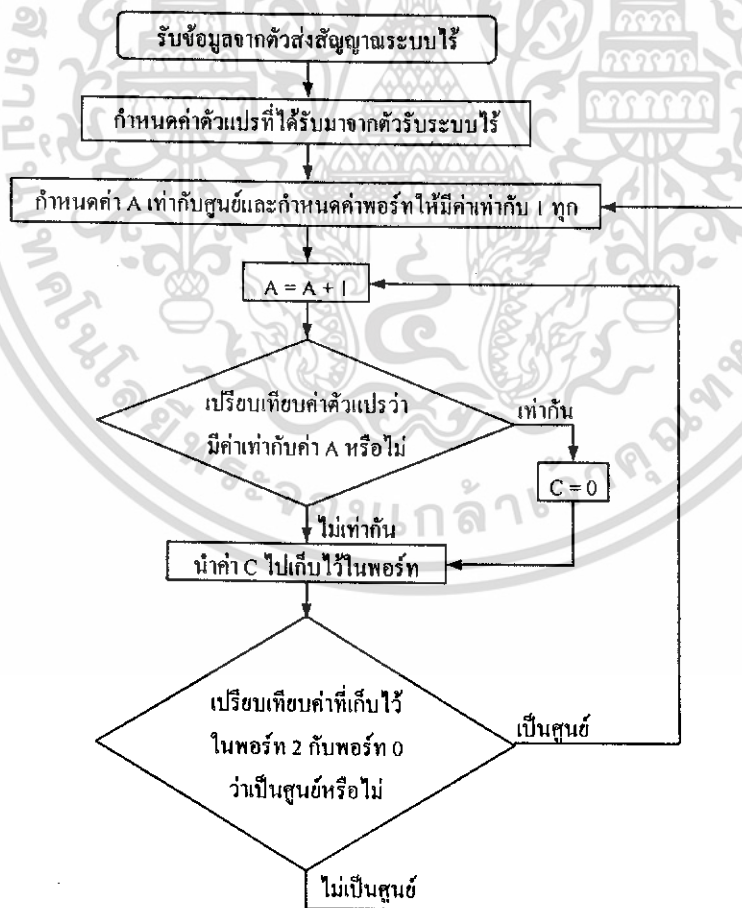 รับข้อมูลจากตัวส่งสัญญาณระบบไร้
กำหนดค่าตัวแปรที่ได้รับมาจากตัวรับระบบไร้
กำหนดค่า A เท่ากับศูนย์และกำหนดค่าพอร์ทให้มีค่าเท่ากับ 1 ทุก
A = A + 1
เปรียบเทียบค่าตัวแปรว่า
มีค่าเท่ากับค่า A หรือไม่
เท่ากัน
C = 0
ไม่เท่ากัน
นำค่า C ไปเก็บไว้ในพอร์ท
เปรียบเทียบค่าที่เก็บไว้
ในพอร์ท 2 กับพอร์ท 0
ว่าเป็นศูนย์หรือไม่
เป็นศูนย์
ไม่เป็นศูนย์